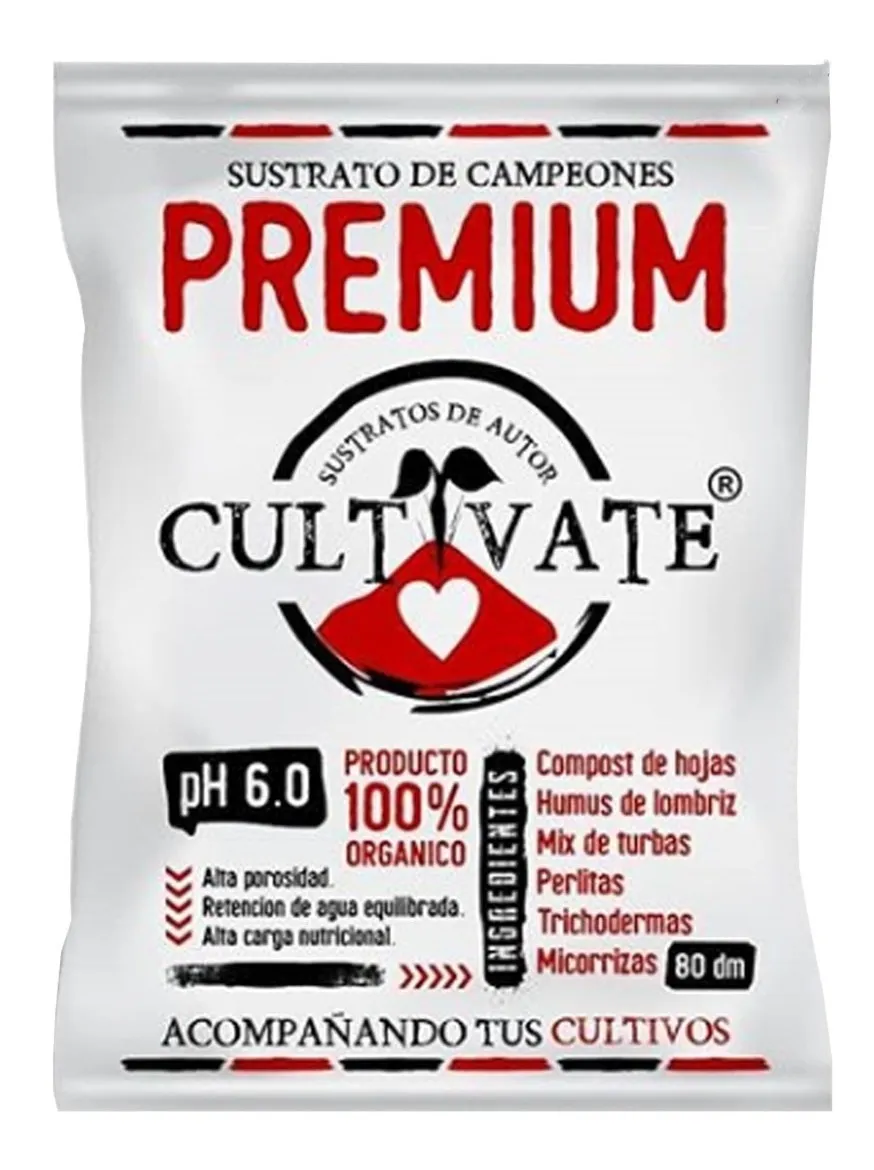 SUSTRATO DE CAMPEONES
PREMIUM
SUSTRATOS DE AUTOR
CULTIVATE®
pH 6.0
PRODUCTO
100%
ORGANICO
Alta porosidad.
Retencion de agua equilibrada.
Alta carga nutricional.
INGREDIENTES
Compost de hojas
Humus de lombriz
Mix de turbas
Perlitas
Trichodermas
Micorrizas
80 dm
ACOMPAÑANDO TUS CULTIVOS